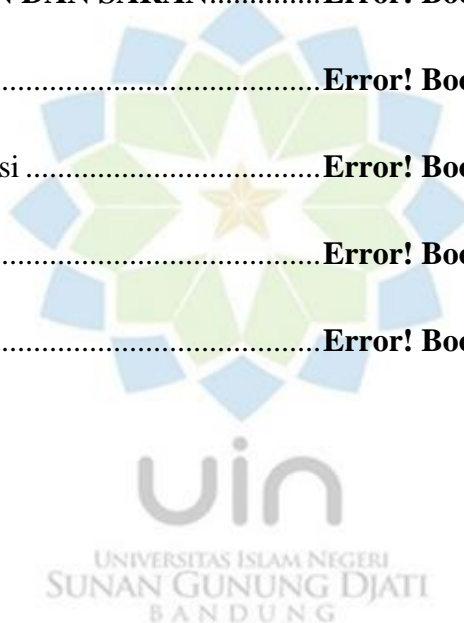 N DAN SARAN..............Error! Boo
.....................................Error! Boo
si ...................................Error! Boo
.....................................Error! Boo
.....................................Error! Boo
uin
UNIVERSITAS ISLAM NEGERI
SUNAN GUNUNG DJATI
BANDUNG